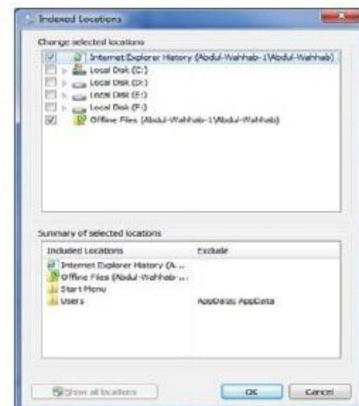 Indexed Locations
Change selected locations
Internet Explorer History (Abdul-Wahhab-1\Abdul-Wahhab)
Local Disk (C:)
Local Disk (D:)
Local Disk (E:)
Local Disk (F:)
Offline Files (Abdul-Wahhab-1\Abdul-Wahhab)
Summary of selected locations
Included Locations Exclude
Internet Explorer History (A...
Offline Files (Abdul-Wahhab-...
Start Menu
Users AppData; AppData
Show all locations OK Cancel